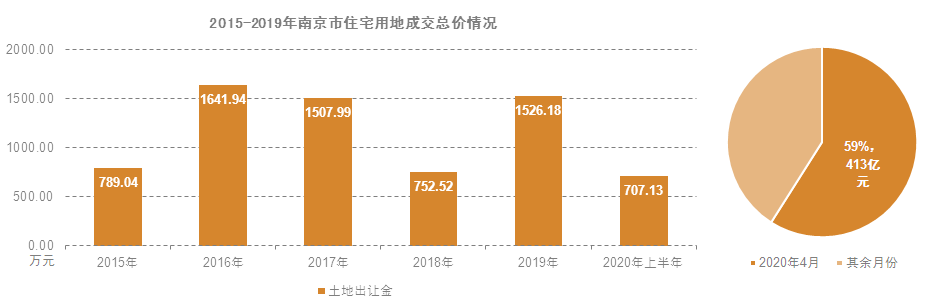 2015-2019年南京市住宅用地成交总价情况
2000.00
1500.00
1000.00
500.00
0.00
万元
789.04
1641.94
1507.99
752.52
1526.18
707.13
2015年
2016年
2017年
2018年
2019年
2020年上半年
土地出让金
59%,
413亿
元
2020年4月
其余月份